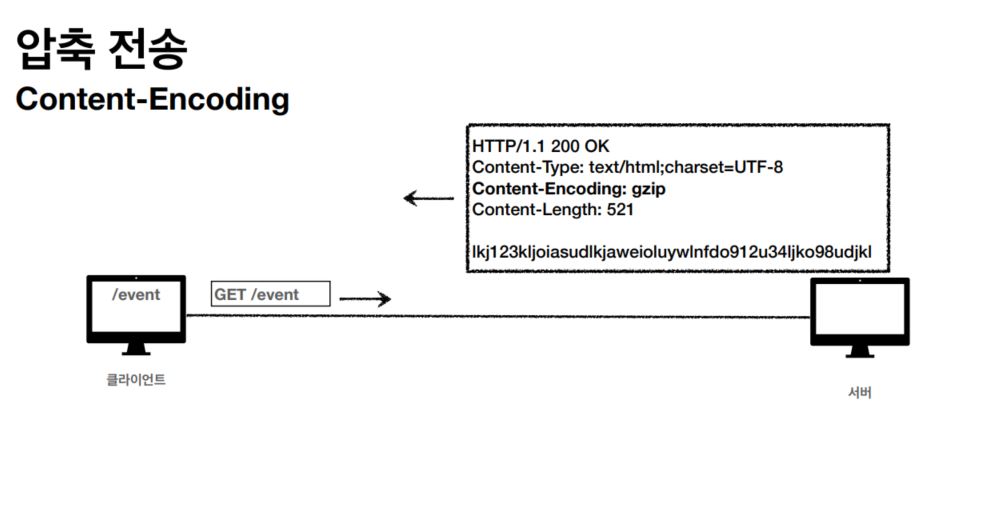 압축 전송
Content-Encoding
HTTP/1.1 200 OK
Content-Type: text/html;charset=UTF-8
Content-Encoding: gzip
Content-Length: 521
lkj123kljoiasudlkjaweioluywlnfdo912u34ljko98udjkl
/event
GET /event
클라이언트
서버